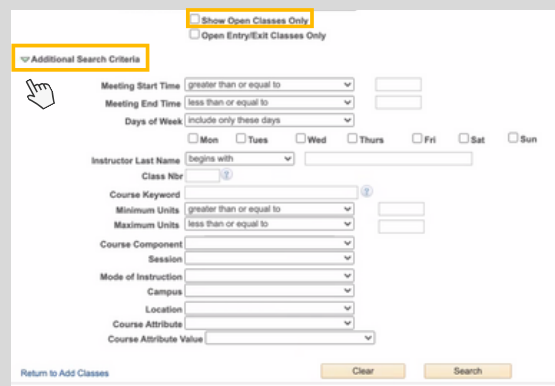 Show Open Classes Only
Open Entry/Exit Classes Only
Additional Search Criteria
Meeting Start Time greater than or equal to
Meeting End Time less than or equal to
Days of Week include only these days
Mon Tues Wed Thurs Fri Sat Sun
Instructor Last Name begins with
Class Nbr ?
Course Keyword ?
Minimum Units greater than or equal to
Maximum Units less than or equal to
Course Component
Session
Mode of Instruction
Campus
Location
Course Attribute
Course Attribute Value
Return to Add Classes Clear Search